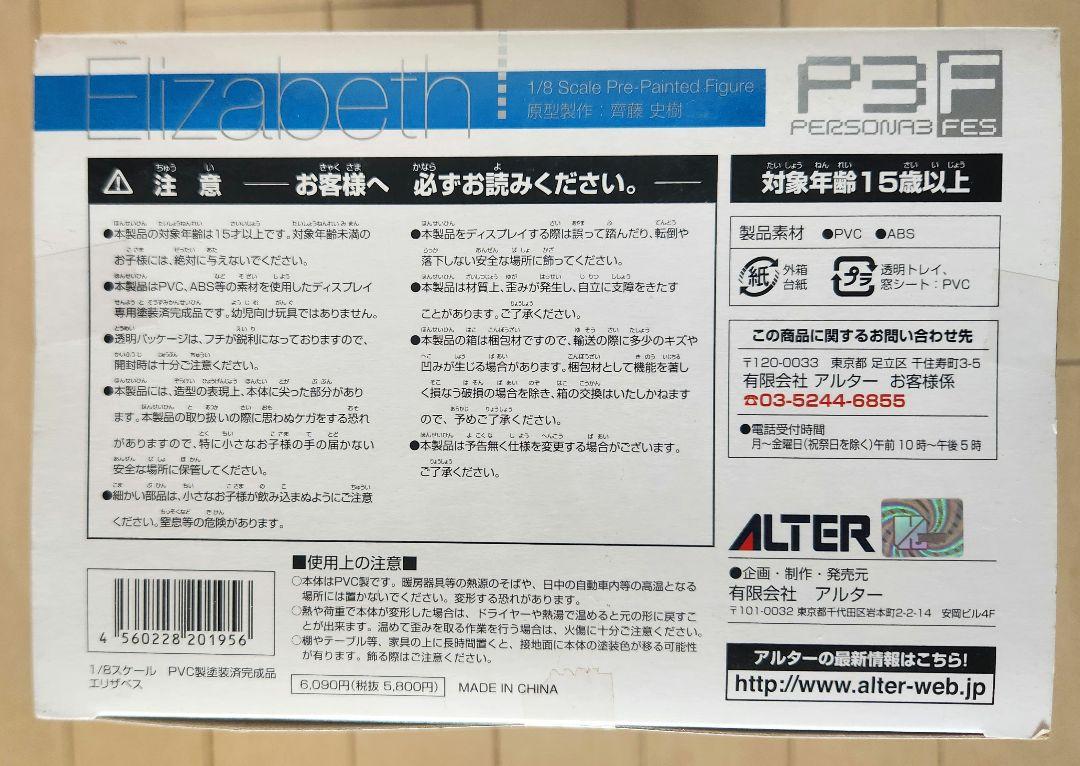 Elizabeth
1/8 Scale Pre-Painted Figure
原型製作：齊藤 史樹
P3F
PERSONA3 FES
注意 ── お客様へ 必ずお読みください。──
●本製品の対象年齢は15才以上です。対象年齢未満の
お子様には、絶対に与えないでください。
●本製品はPVC、ABS等の素材を使用したディスプレイ
専用塗装済完成品です。幼児向け玩具ではありません。
●透明パッケージは、フチが鋭利になっておりますので、
開封時は十分ご注意ください。
●本製品には、造型の表現上、本体に尖った部分があり
ます。本製品の取り扱いの際に思わぬケガをする恐れ
がありますので、特に小さなお子様の手の届かない
安全な場所に保管してください。
●細かい部品は、小さなお子様が飲み込まぬようにご注意
ください。窒息等の危険があります。
●本製品をディスプレイする際は誤って踏んだり、転倒や
落下しない安全な場所に飾ってください。
●本製品は材質上、歪みが発生し、自立に支障をきたす
ことがあります。ご了承ください。
●本製品の箱は梱包材ですので、輸送の際に多少のキズや
凹みが生じる場合があります。梱包材として機能を著し
く損なう破損の場合を除き、箱の交換はいたしかねます
ので、予めご了承ください。
●本製品は予告無く仕様を変更する場合がございます。
ご了承ください。
対象年齢15歳以上
製品素材 ●PVC ●ABS
紙 外箱
台紙
プラ 透明トレイ、
窓シート：PVC
この商品に関するお問い合わせ先
〒120-0033 東京都 足立区 千住寿町3-5
有限会社 アルター お客様係
☎03-5244-6855
●電話受付時間
月～金曜日(祝祭日を除く)午前10時～午後5時
ALTER
●企画・制作・発売元
有限会社 アルター
〒101-0032 東京都千代田区岩本町2-2-14 安岡ビル4F
アルターの最新情報はこちら!
http://www.alter-web.jp
■使用上の注意■
○本体はPVC製です。暖房器具等の熱源のそばや、日中の自動車内等の高温となる
場所には置かないでください。変形する恐れがあります。
○熱や荷重で本体が変形した場合は、ドライヤーや熱湯で温めると元の形に戻すこ
とが出来ます。温めて歪みを取る作業を行う場合は、火傷に十分ご注意ください。
○棚やテーブル等、家具の上に長時間置くと、接地面に本体の塗装色が移る可能性
が有ります。飾る際はご注意ください。
4 560228 201956
1/8スケール PVC製塗装済完成品
エリザベス
6,090円(税抜 5,800円)
MADE IN CHINA